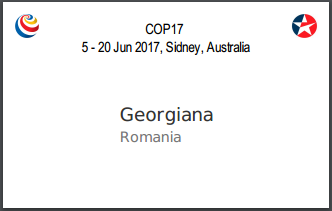 COP17
5 - 20 Jun 2017, Sidney, Australia
Georgiana
Romania